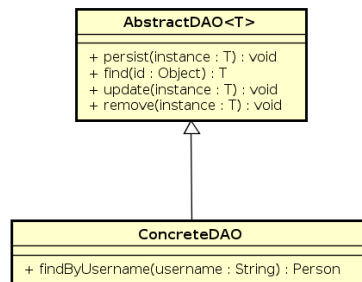 AbstractDAO<T>
+ persist(instance : T) : void
+ find(id : Object) : T
+ update(instance : T) : void
+ remove(instance : T) : void
ConcreteDAO
+ findByUsername(username : String) : Person